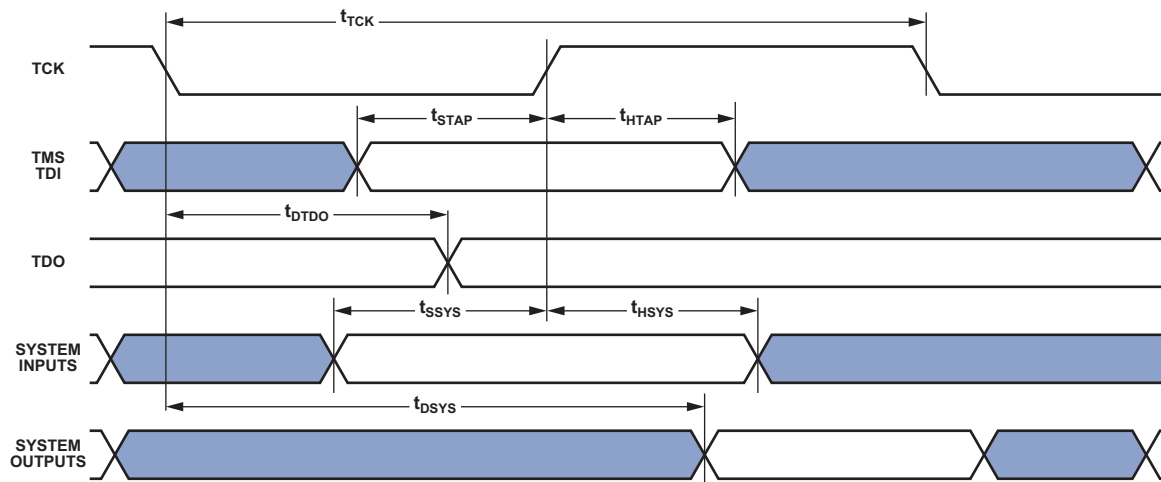 tTCK
TCK
tSTAP
tHTAP
TMS
TDI
tDTDO
TDO
tSSYS
tHSYS
SYSTEM
INPUTS
tDSYS
SYSTEM
OUTPUTS